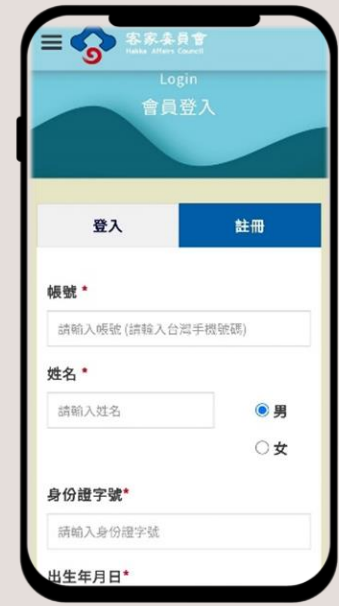 客家委員會
Hakka Affairs Council
Login
會員登入
登入 註冊
帳號 *
請輸入帳號 (請輸入台灣手機號碼)
姓名 *
請輸入姓名
男
女
身份證字號*
請輸入身份證字號
出生年月日*